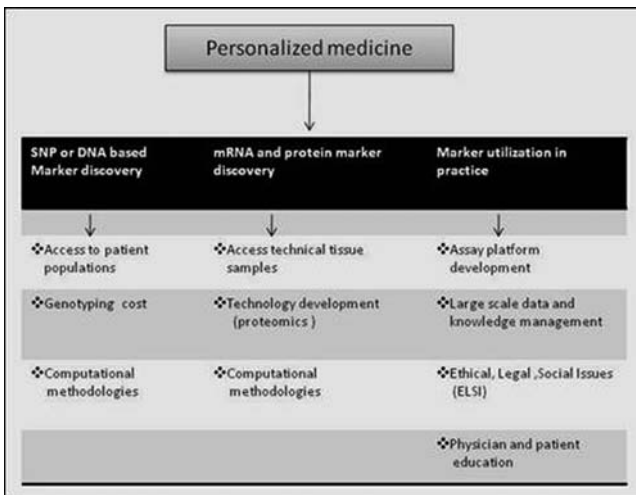 Personalized medicine
SNP or DNA based
Marker discovery
mRNA and protein marker
discovery
Marker utilization in
practice
❖Access to patient
populations
❖Access technical tissue
samples
❖Assay platform
development
❖Genotyping cost
❖Technology development
(proteomics )
❖Large scale data and
knowledge management
❖Computational
methodologies
❖Computational
methodologies
❖Ethical, Legal ,Social Issues
(ELSI)
❖Physician and patient
education